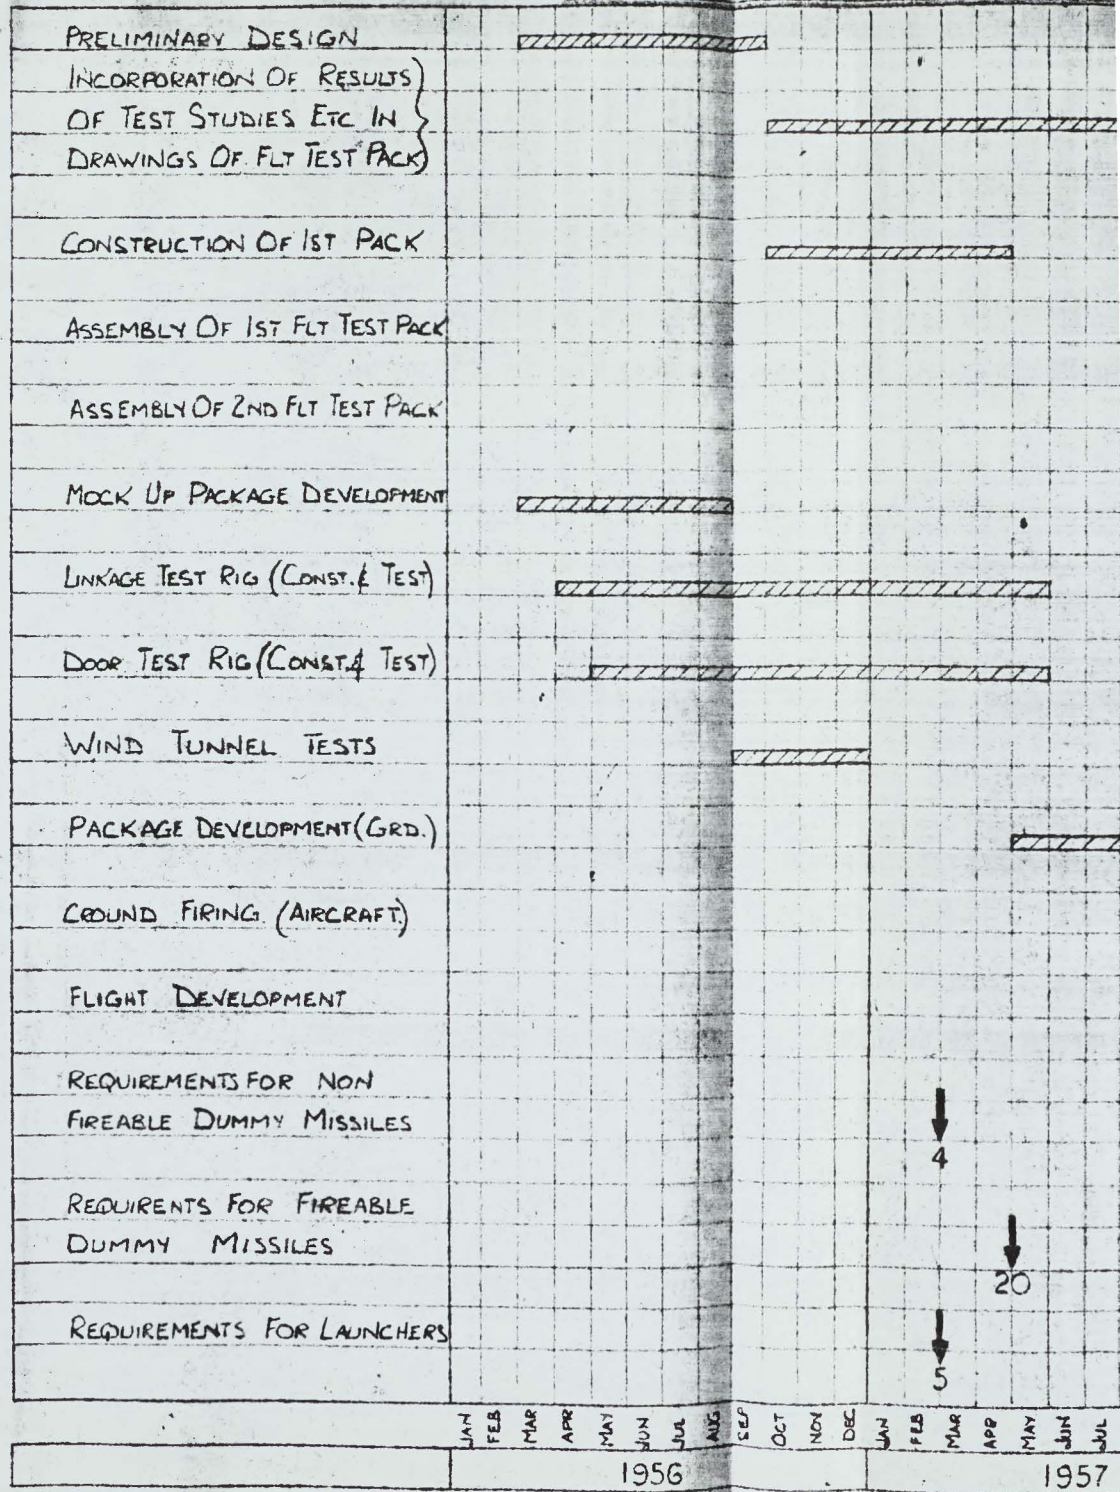 PRELIMINARY DESIGN
INCORPORATION OF RESULTS
OF TEST STUDIES ETC IN
DRAWINGS OF FLT TEST PACK
CONSTRUCTION OF 1ST PACK
ASSEMBLY OF 1ST FLT TEST PACK
ASSEMBLY OF 2ND FLT TEST PACK
MOCK UP PACKAGE DEVELOPMENT
LINKAGE TEST RIG (CONST. & TEST)
DOOR TEST RIG (CONST. & TEST)
WIND TUNNEL TESTS
PACKAGE DEVELOPMENT (GRD.)
GROUND FIRING (AIRCRAFT.)
FLIGHT DEVELOPMENT
REQUIREMENTS FOR NON
FIREABLE DUMMY MISSILES
4
REQUIRENTS FOR FIREABLE
DUMMY MISSILES
20
REQUIREMENTS FOR LAUNCHERS
5
JAN FEB MAR APR MAY JUN JUL AUG SEP OCT NOV DEC JAN FEB MAR APR MAY JUN JUL
1956 1957